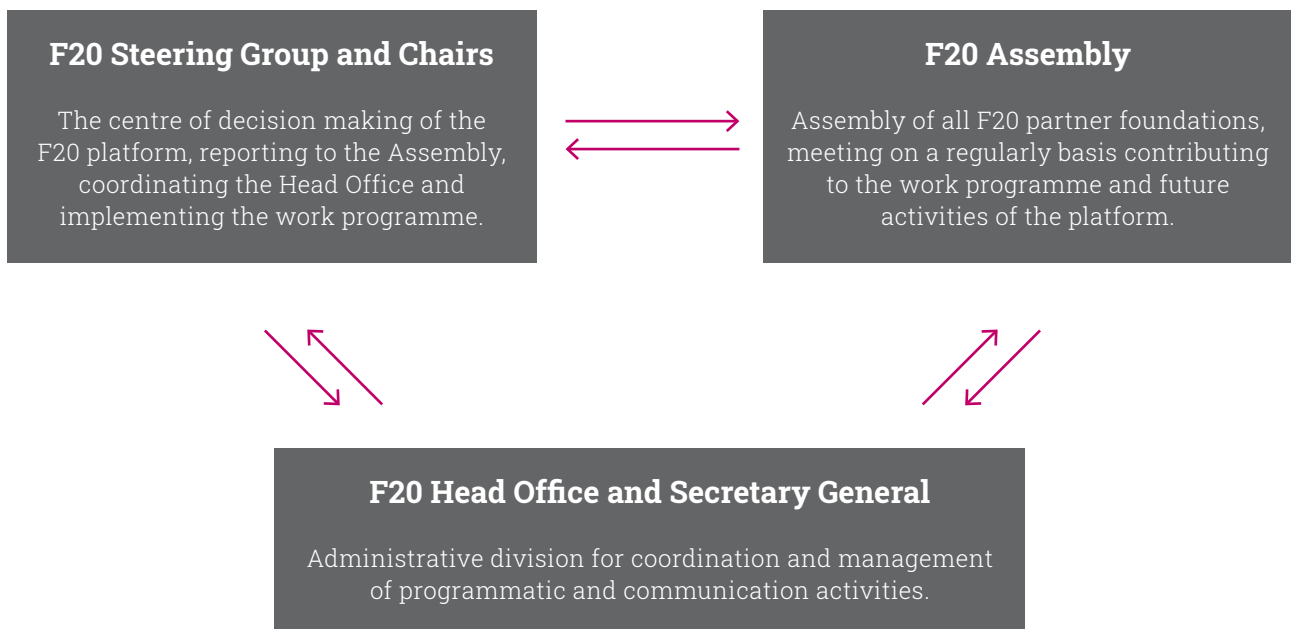 F20 Steering Group and Chairs
The centre of decision making of the
F20 platform, reporting to the Assembly,
coordinating the Head Office and
implementing the work programme.
F20 Assembly
Assembly of all F20 partner foundations,
meeting on a regularly basis contributing
to the work programme and future
activities of the platform.
F20 Head Office and Secretary General
Administrative division for coordination and management
of programmatic and communication activities.